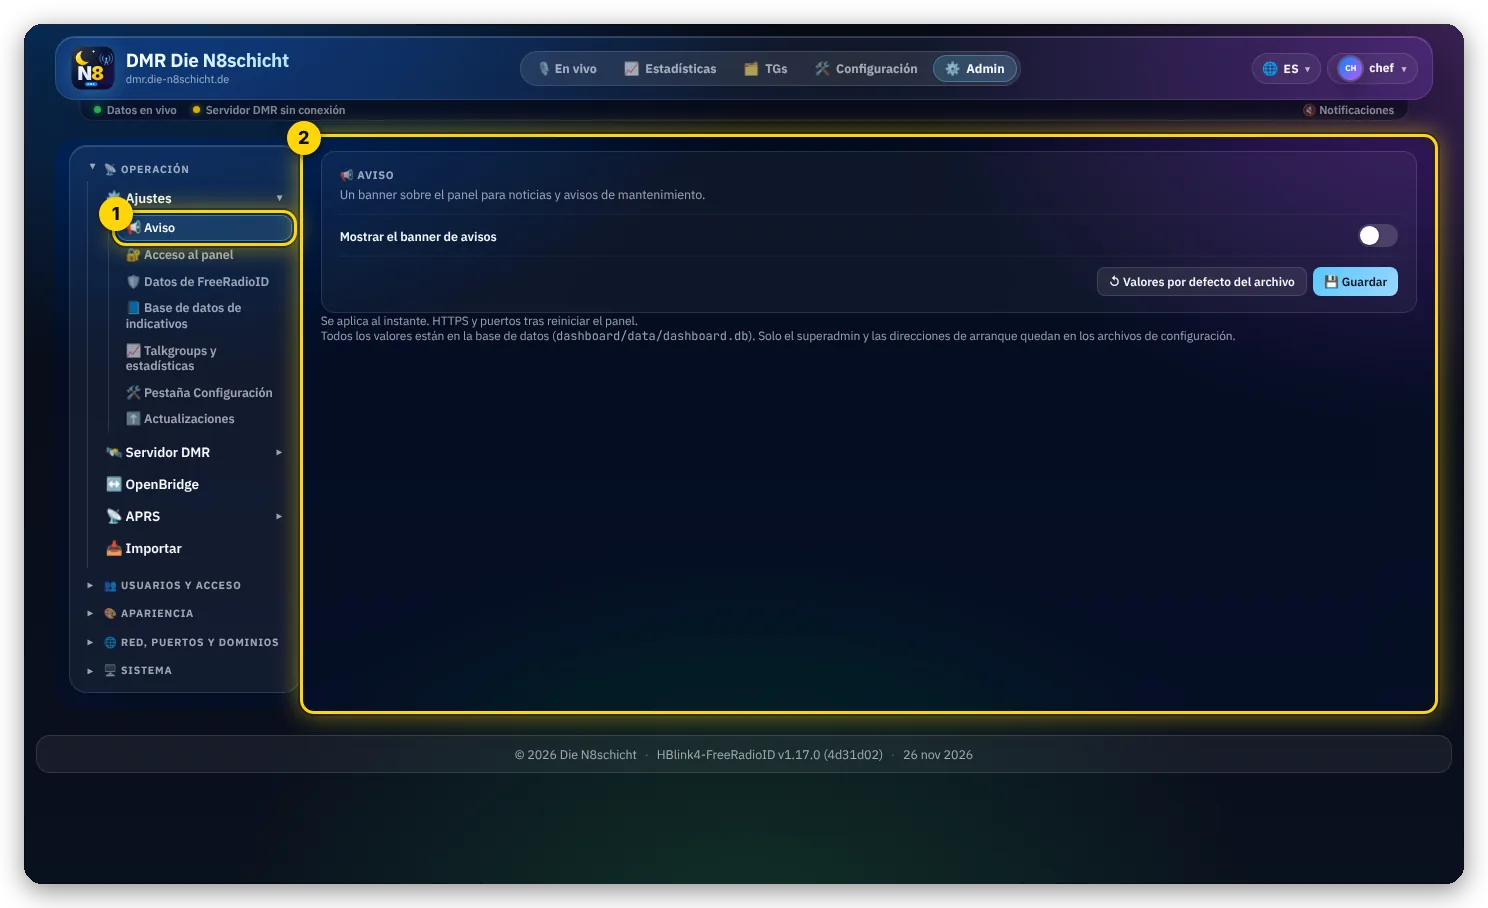 N8
DMR Die N8schicht
dmr.die-n8schicht.de
En vivo
Estadísticas
TGs
Configuración
Admin
ES ▾
CH chef ▾
Datos en vivo
Servidor DMR sin conexión
Notificaciones
OPERACIÓN
Ajustes
1
Aviso
Acceso al panel
Datos de FreeRadioID
Base de datos de
indicativos
Talkgroups y
estadísticas
Pestaña Configuración
Actualizaciones
Servidor DMR
OpenBridge
APRS
Importar
USUARIOS Y ACCESO
APARIENCIA
RED, PUERTOS Y DOMINIOS
SISTEMA
2
AVISO
Un banner sobre el panel para noticias y avisos de mantenimiento.
Mostrar el banner de avisos
Valores por defecto del archivo
Guardar
Se aplica al instante. HTTPS y puertos tras reiniciar el panel.
Todos los valores están en la base de datos (dashboard/data/dashboard.db). Solo el superadmin y las direcciones de arranque quedan en los archivos de configuración.
© 2026 Die N8schicht · HBlink4-FreeRadioID v1.17.0 (4d31d02) · 26 nov 2026